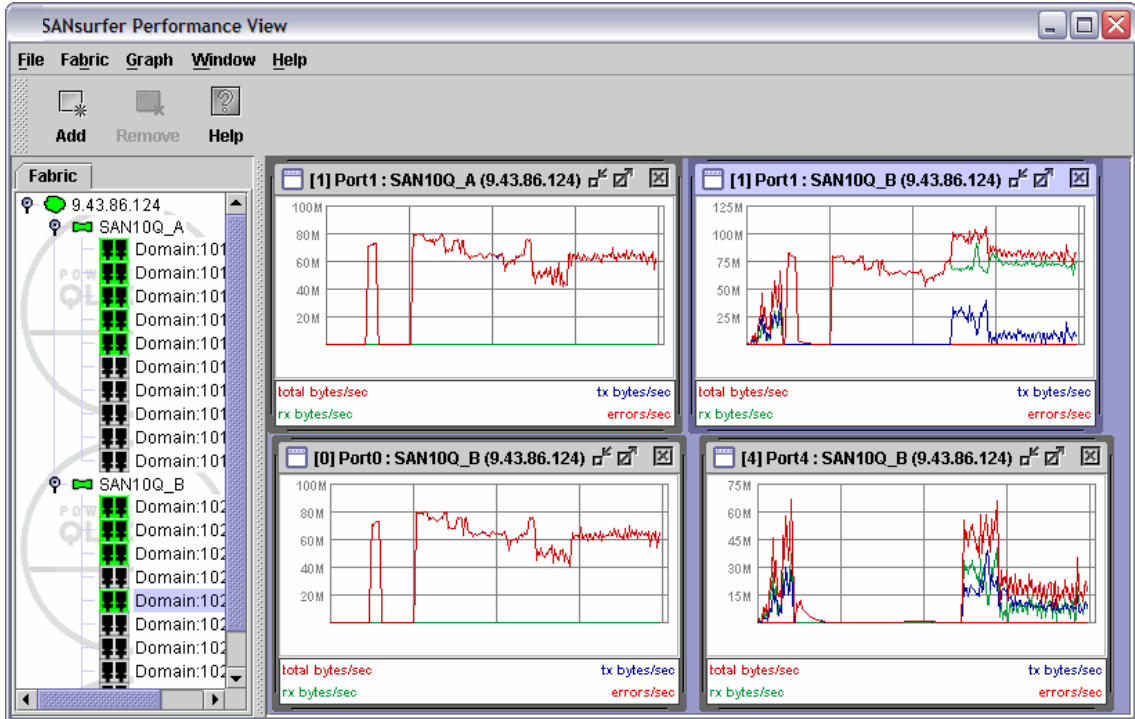 SANsurfer Performance View
File Fabric Graph Window Help
Add Remove Help
Fabric
9.43.86.124
SAN10Q_A
Domain:101
Domain:101
Domain:101
Domain:101
Domain:101
Domain:101
Domain:101
Domain:101
Domain:101
Domain:101
SAN10Q_B
Domain:102
Domain:102
Domain:102
Domain:102
Domain:102
Domain:102
Domain:102
Domain:102
[1] Port1 : SAN10Q_A (9.43.86.124)
100M
80M
60M
40M
20M
total bytes/sec tx bytes/sec
rx bytes/sec errors/sec
[1] Port1 : SAN10Q_B (9.43.86.124)
125M
100M
75M
50M
25M
total bytes/sec tx bytes/sec
rx bytes/sec errors/sec
[0] Port0 : SAN10Q_B (9.43.86.124)
100M
80M
60M
40M
20M
total bytes/sec tx bytes/sec
rx bytes/sec errors/sec
[4] Port4 : SAN10Q_B (9.43.86.124)
75M
60M
45M
30M
15M
total bytes/sec tx bytes/sec
rx bytes/sec errors/sec